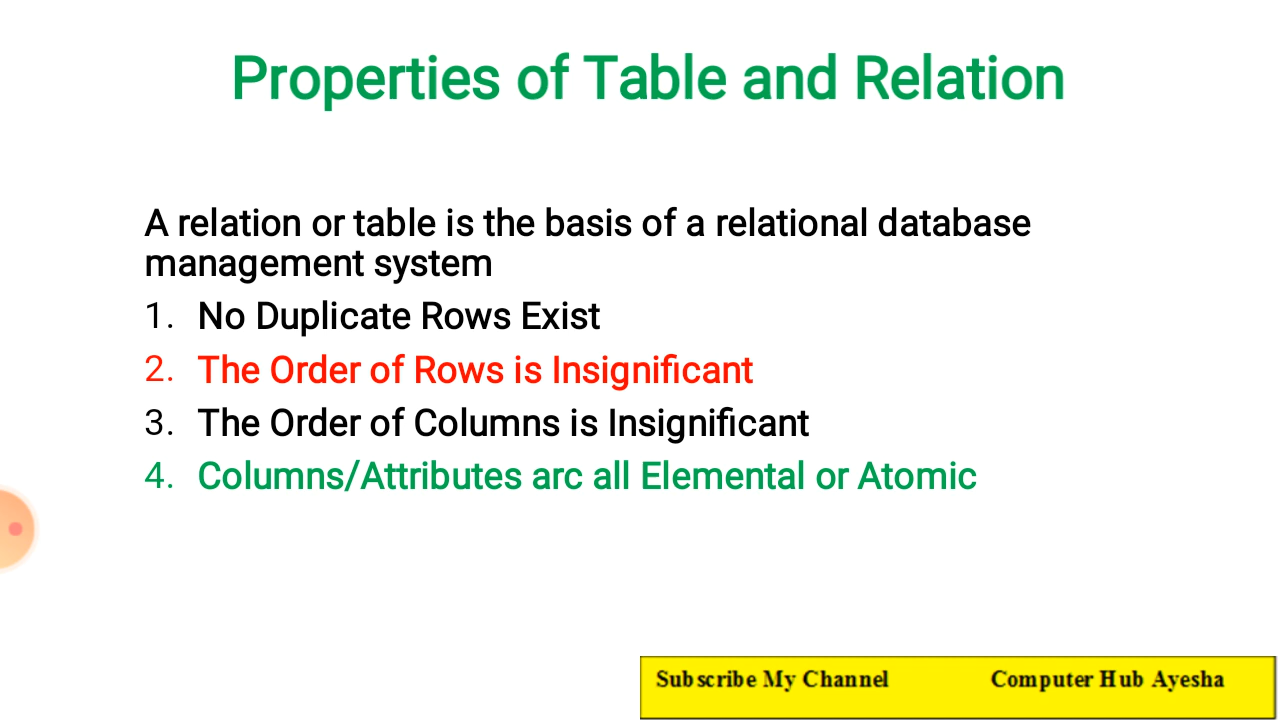 Properties of Table and Relation
A relation or table is the basis of a relational database
management system
1. No Duplicate Rows Exist
2. The Order of Rows is Insignificant
3. The Order of Columns is Insignificant
4. Columns/Attributes arc all Elemental or Atomic
Subscribe My Channel Computer Hub Ayesha